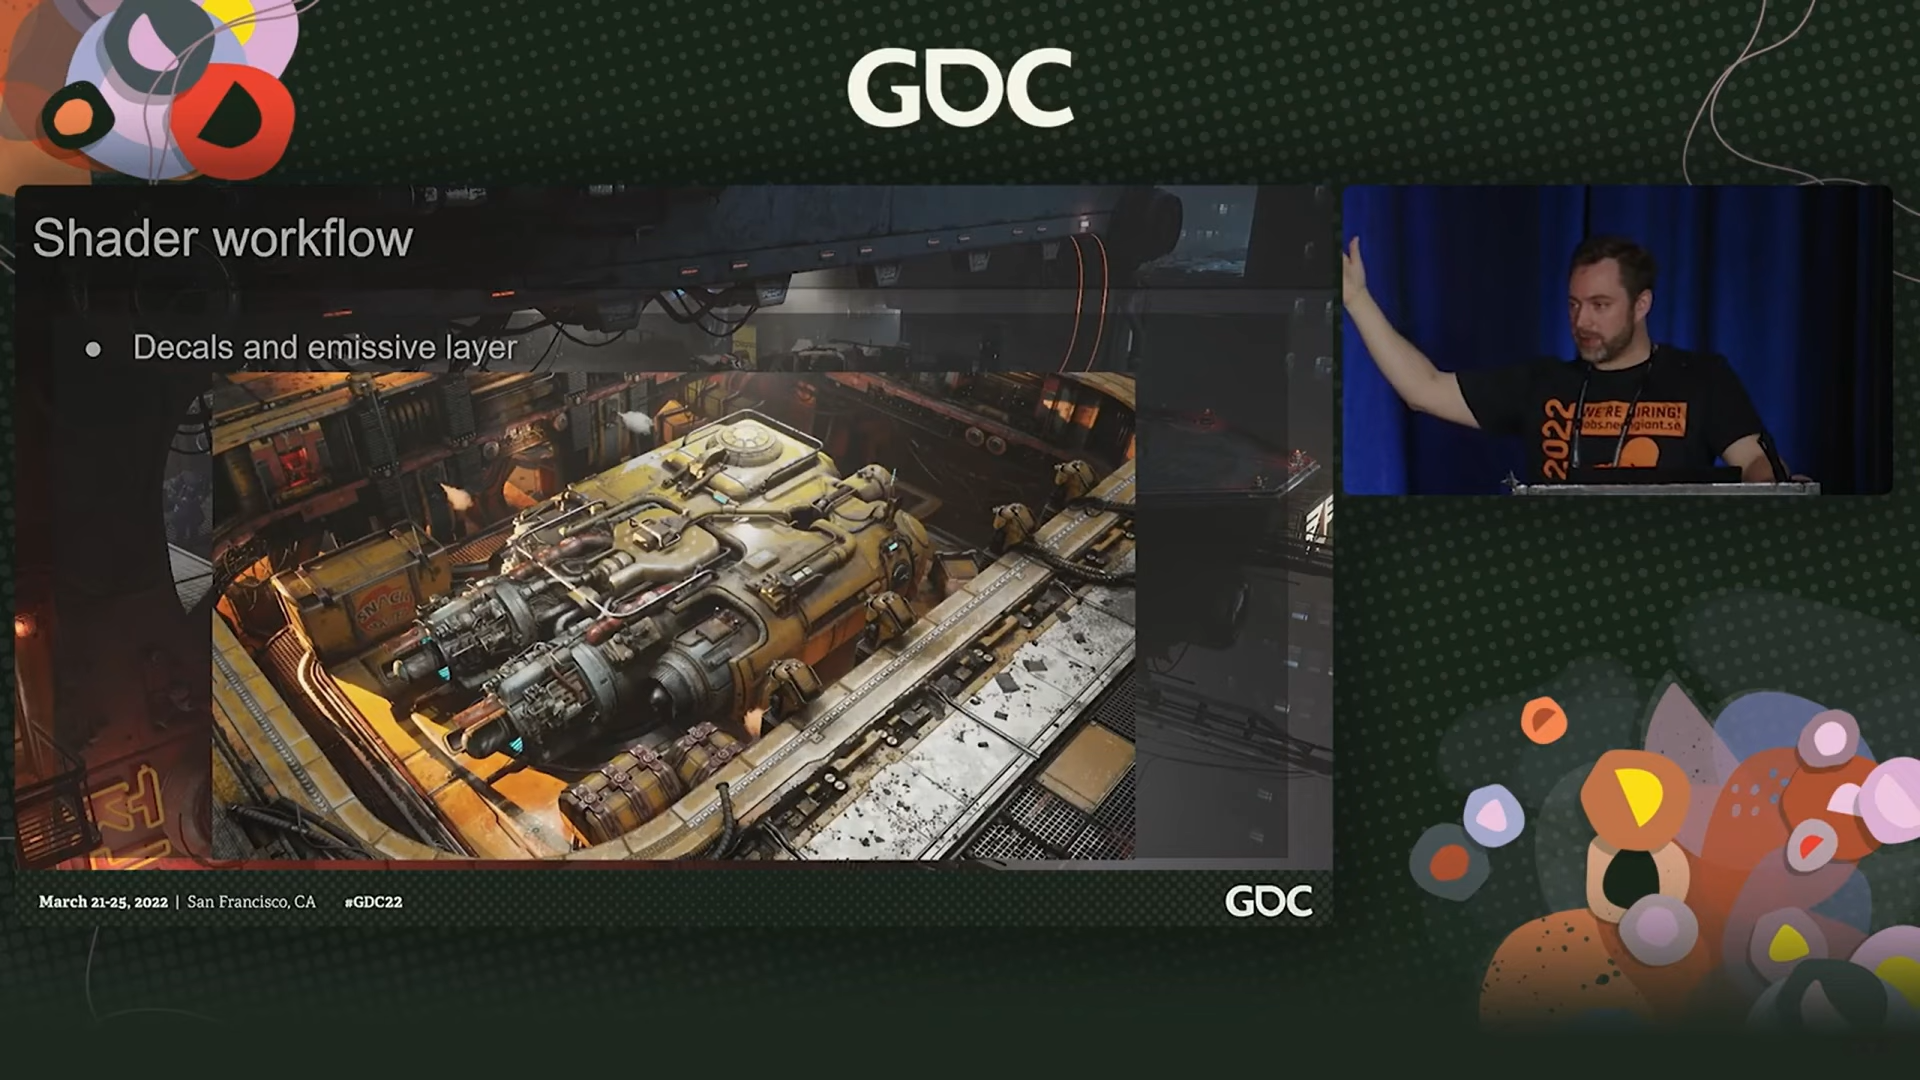 GDC
Shader workflow
Decals and emissive layer
SNACK
2022
WE'RE HIRING!
March 21-25, 2022 | San Francisco, CA #GDC22
GDC